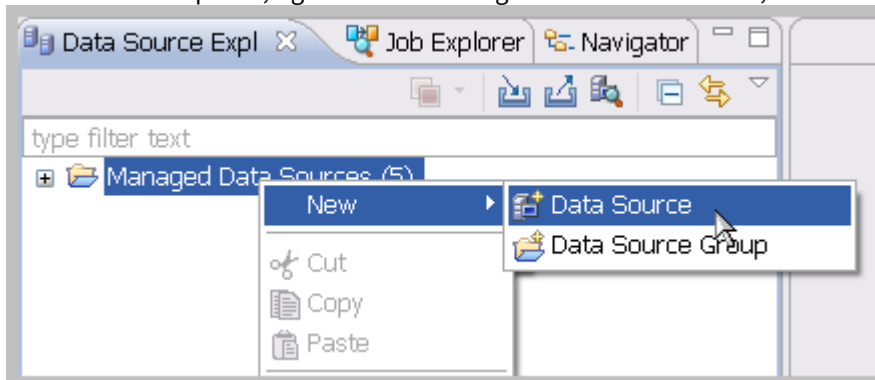 Data Source Expl Job Explorer Navigator
type filter text
Managed Data Sources (5)
New Data Source
Data Source Group
Cut
Copy
Paste